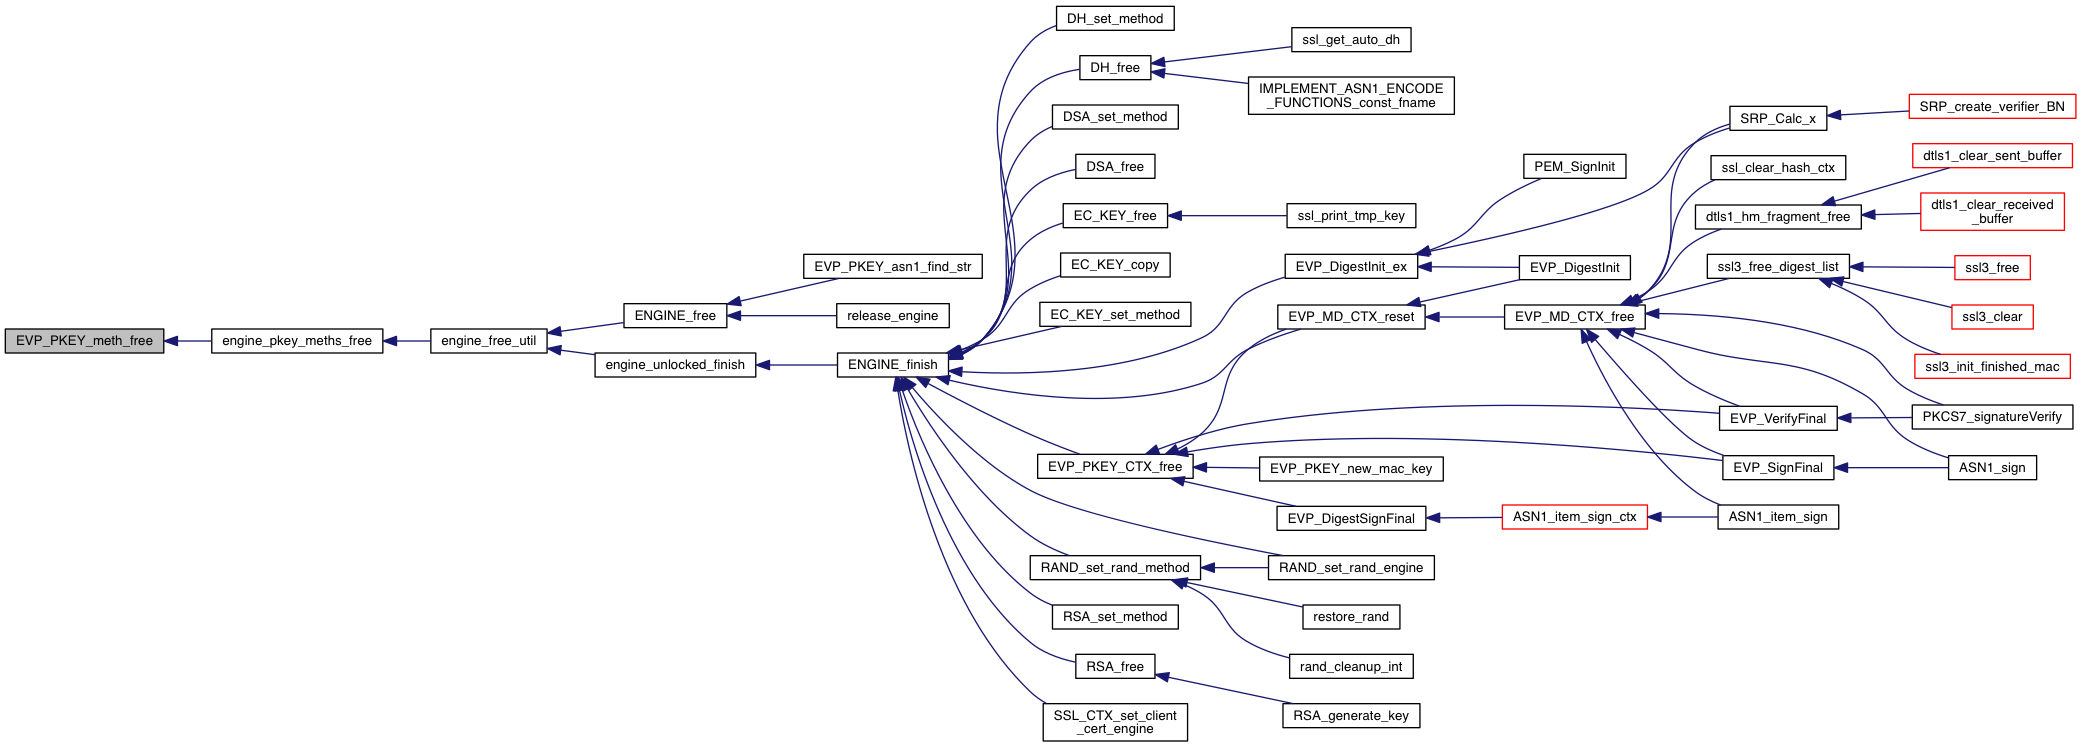 EVP_PKEY_meth_free
engine_pkey_meths_free
engine_free_util
ENGINE_free
engine_unlocked_finish
EVP_PKEY_asn1_find_str
release_engine
ENGINE_finish
DH_set_method
DH_free
DSA_set_method
DSA_free
EC_KEY_free
EC_KEY_copy
EC_KEY_set_method
EVP_PKEY_CTX_free
RAND_set_rand_method
RSA_set_method
RSA_free
SSL_CTX_set_client
_cert_engine
ssl_get_auto_dh
IMPLEMENT_ASN1_ENCODE
_FUNCTIONS_const_fname
ssl_print_tmp_key
EVP_DigestInit_ex
EVP_MD_CTX_reset
EVP_PKEY_new_mac_key
EVP_DigestSignFinal
RAND_set_rand_engine
restore_rand
rand_cleanup_int
RSA_generate_key
PEM_SignInit
EVP_DigestInit
EVP_MD_CTX_free
ASN1_item_sign_ctx
SRP_Calc_x
ssl_clear_hash_ctx
dtls1_hm_fragment_free
ssl3_free_digest_list
EVP_VerifyFinal
EVP_SignFinal
ASN1_item_sign
SRP_create_verifier_BN
dtls1_clear_sent_buffer
dtls1_clear_received
_buffer
ssl3_free
ssl3_clear
ssl3_init_finished_mac
PKCS7_signatureVerify
ASN1_sign